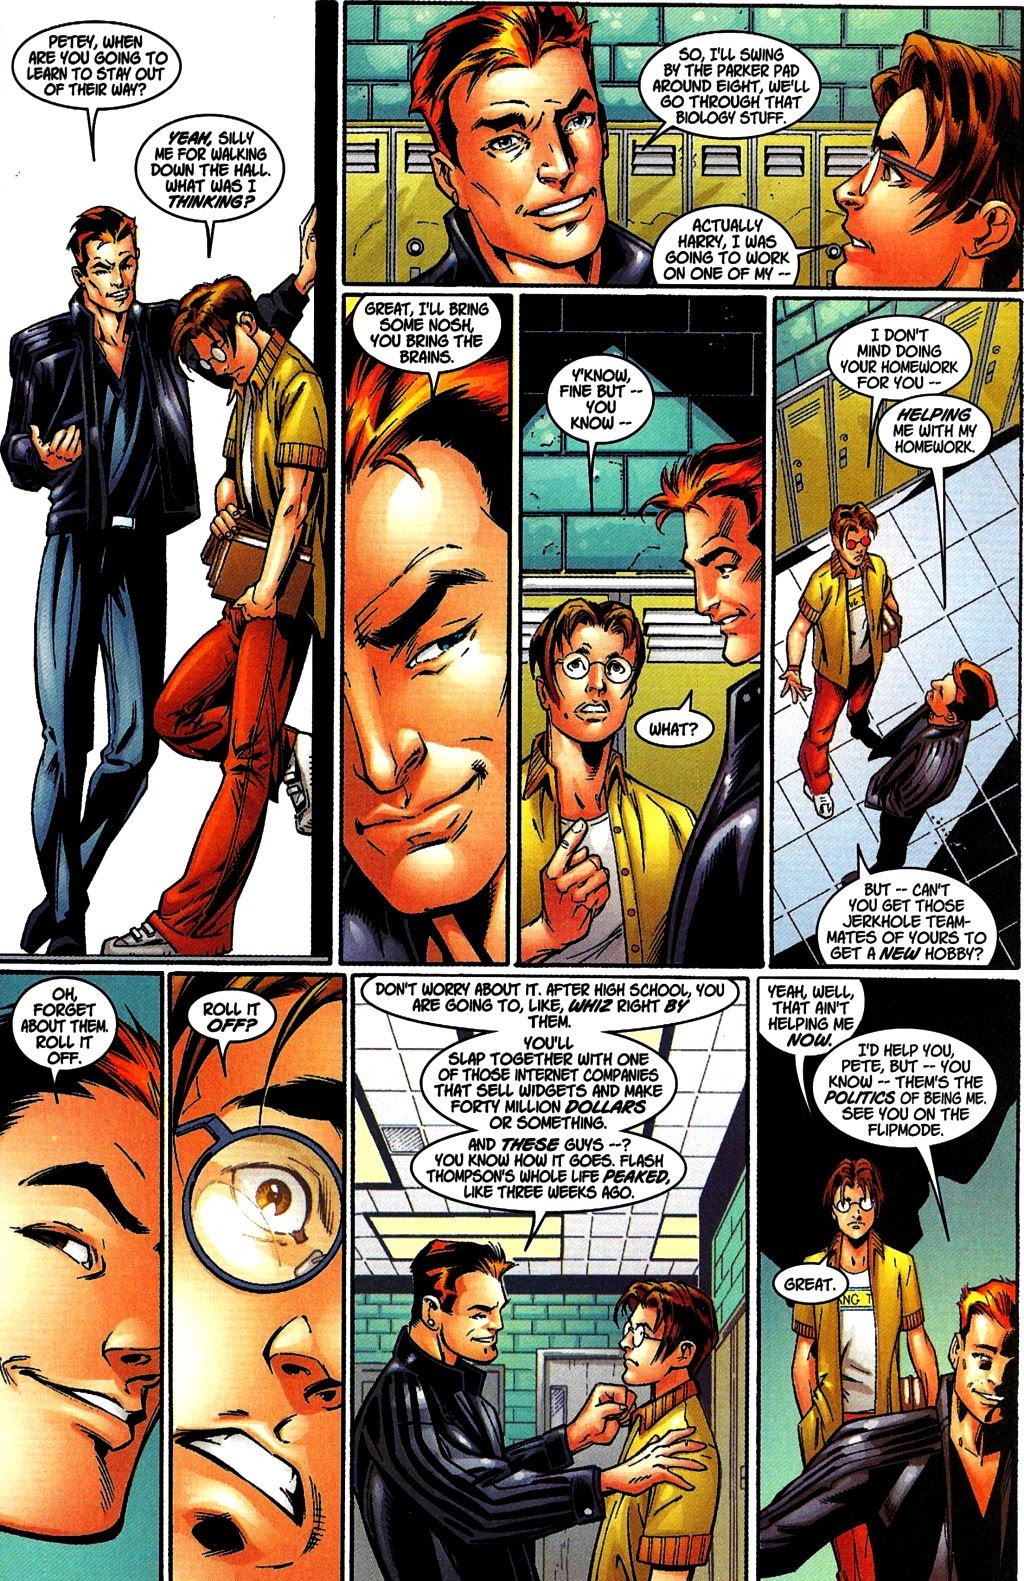 PETEY, WHEN
ARE YOU GOING TO
LEARN TO STAY OUT
OF THEIR WAY?
YEAH, SILLY
ME FOR WALKING
DOWN THE HALL.
WHAT WAS I
THINKING?
SO, I'LL SWING
BY THE PARKER PAD
AROUND EIGHT, WE'LL
GO THROUGH THAT
BIOLOGY STUFF.
ACTUALLY
HARRY, I WAS
GOING TO WORK
ON ONE OF MY --
GREAT, I'LL BRING
SOME NOSH,
YOU BRING THE
BRAINS.
Y'KNOW,
FINE BUT --
YOU
KNOW --
WHAT?
I DON'T
MIND DOING
YOUR HOMEWORK
FOR YOU --
HELPING
ME WITH MY
HOMEWORK.
BUT -- CAN'T
YOU GET THOSE
JERKHOLE TEAM-
MATES OF YOURS TO
GET A NEW HOBBY?
OH,
FORGET
ABOUT THEM.
ROLL IT
OFF.
ROLL IT
OFF?
DON'T WORRY ABOUT IT. AFTER HIGH SCHOOL, YOU
ARE GOING TO, LIKE, WHIZ RIGHT BY
THEM.
YOU'LL
SLAP TOGETHER WITH ONE
OF THOSE INTERNET COMPANIES
THAT SELL WIDGETS AND MAKE
FORTY MILLION DOLLARS
OR SOMETHING.
AND THESE GUYS --?
YOU KNOW HOW IT GOES. FLASH
THOMPSON'S WHOLE LIFE PEAKED,
LIKE THREE WEEKS AGO.
YEAH, WELL,
THAT AIN'T
HELPING ME
NOW.
I'D HELP YOU,
PETE, BUT -- YOU
KNOW -- THEM'S THE
POLITICS OF BEING ME.
SEE YOU ON THE
FLIPMODE.
GREAT.
ANG T